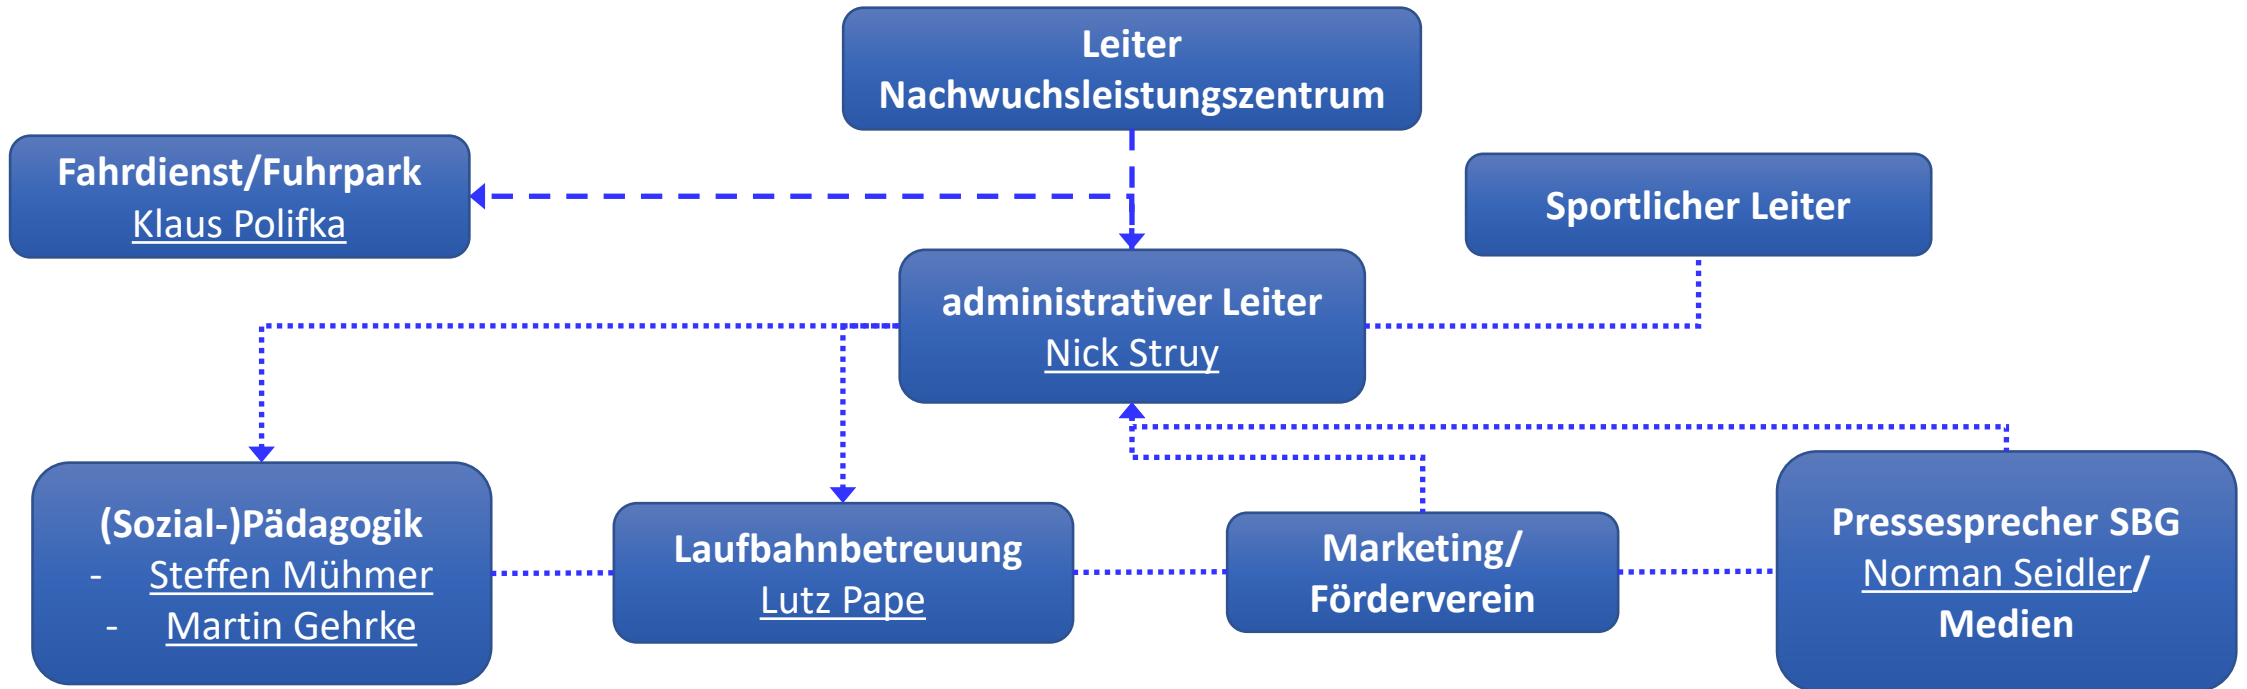 Leiter
Nachwuchsleistungszentrum
Fahrdienst/Fuhrpark
Klaus Polifka
Sportlicher Leiter
administrativer Leiter
Nick Struy
(Sozial-)Pädagogik
- Steffen Mühmer
- Martin Gehrke
Laufbahnbetreuung
Lutz Pape
Marketing/
Förderverein
Pressesprecher SBG
Norman Seidler/
Medien